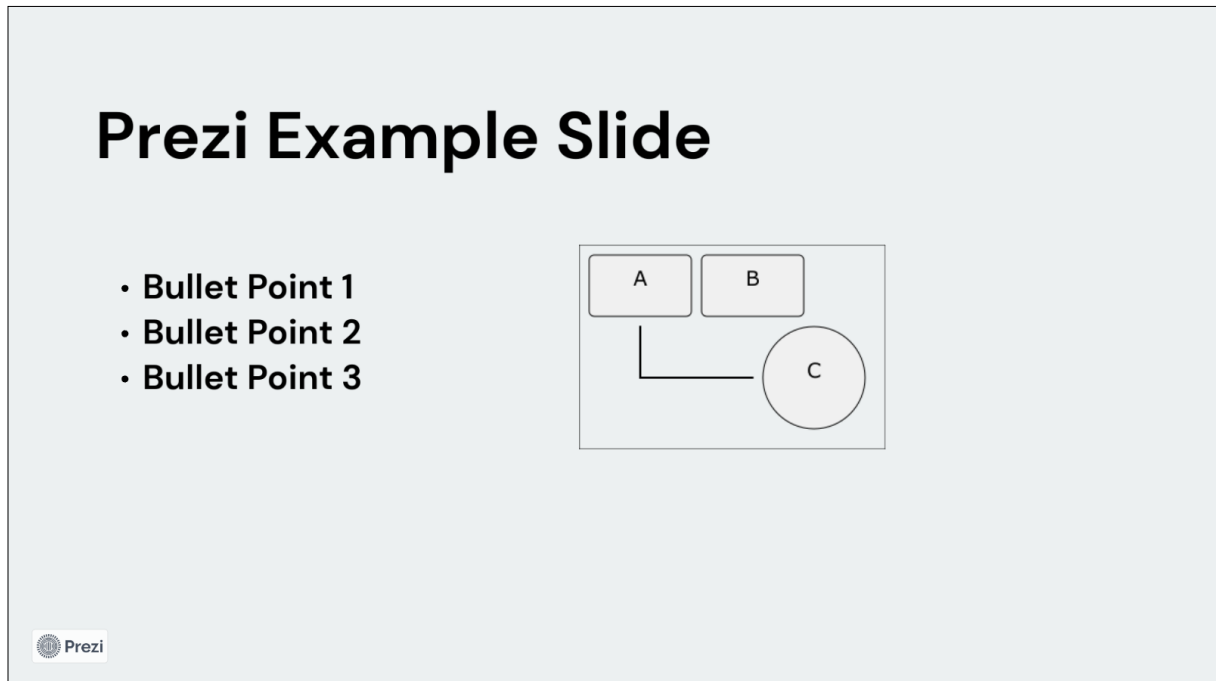 Prezi Example Slide
• Bullet Point 1
• Bullet Point 2
• Bullet Point 3
A B
C
Prezi